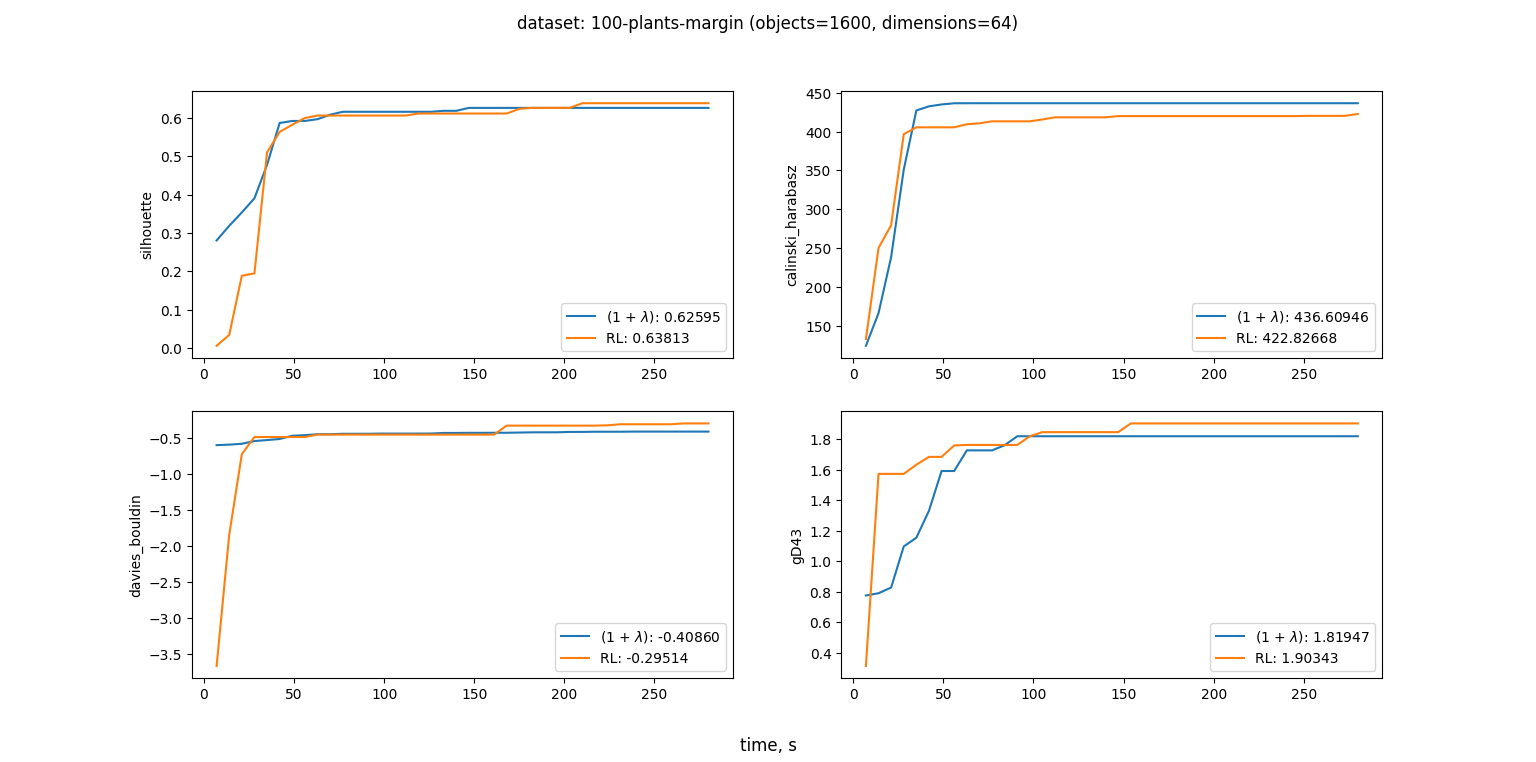 dataset: 100-plants-margin (objects=1600, dimensions=64)
silhouette
0.6
0.5
0.4
0.3
0.2
0.1
0.0
0 50 100 150 200 250
(1 + λ): 0.62595
RL: 0.63813
calinski_harabasz
450
400
350
300
250
200
150
0 50 100 150 200 250
(1 + λ): 436.60946
RL: 422.82668
davies_bouldin
−0.5
−1.0
−1.5
−2.0
−2.5
−3.0
−3.5
0 50 100 150 200 250
(1 + λ): -0.40860
RL: -0.29514
gD43
1.8
1.6
1.4
1.2
1.0
0.8
0.6
0.4
0 50 100 150 200 250
(1 + λ): 1.81947
RL: 1.90343
time, s